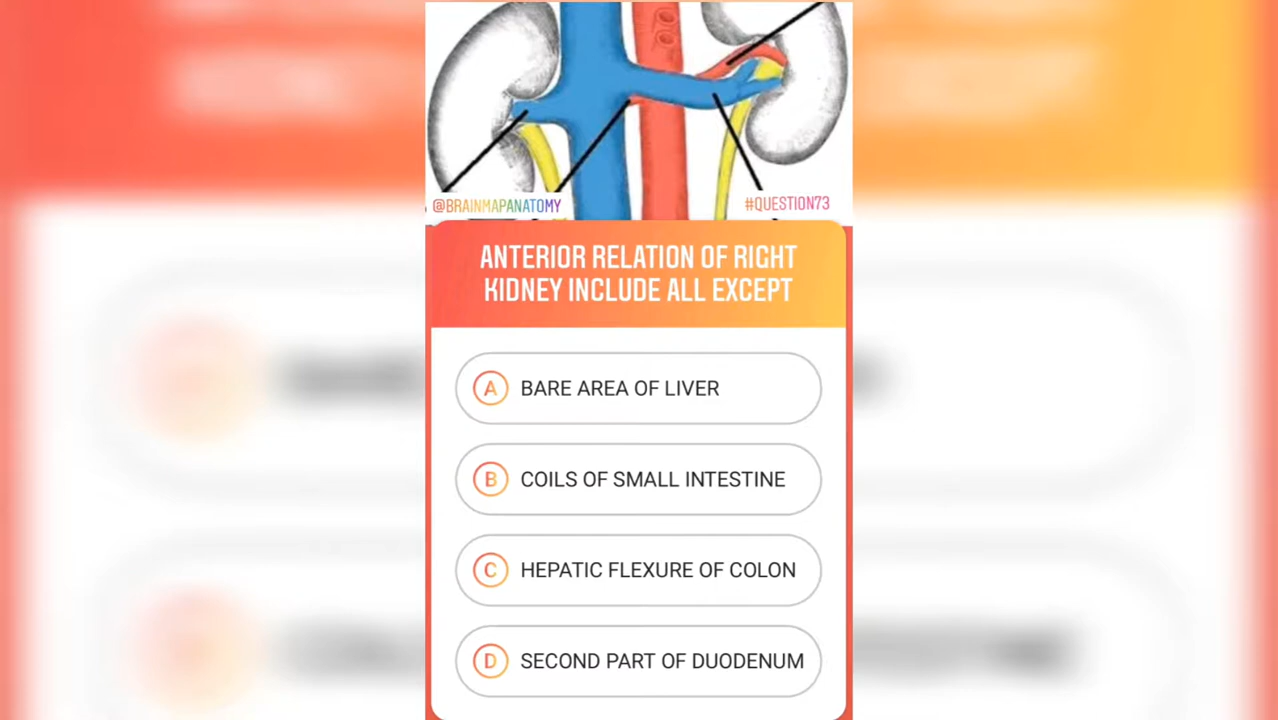 @BRAINMAPANATOMY
#QUESTION73
ANTERIOR RELATION OF RIGHT
KIDNEY INCLUDE ALL EXCEPT
A BARE AREA OF LIVER
B COILS OF SMALL INTESTINE
C HEPATIC FLEXURE OF COLON
D SECOND PART OF DUODENUM